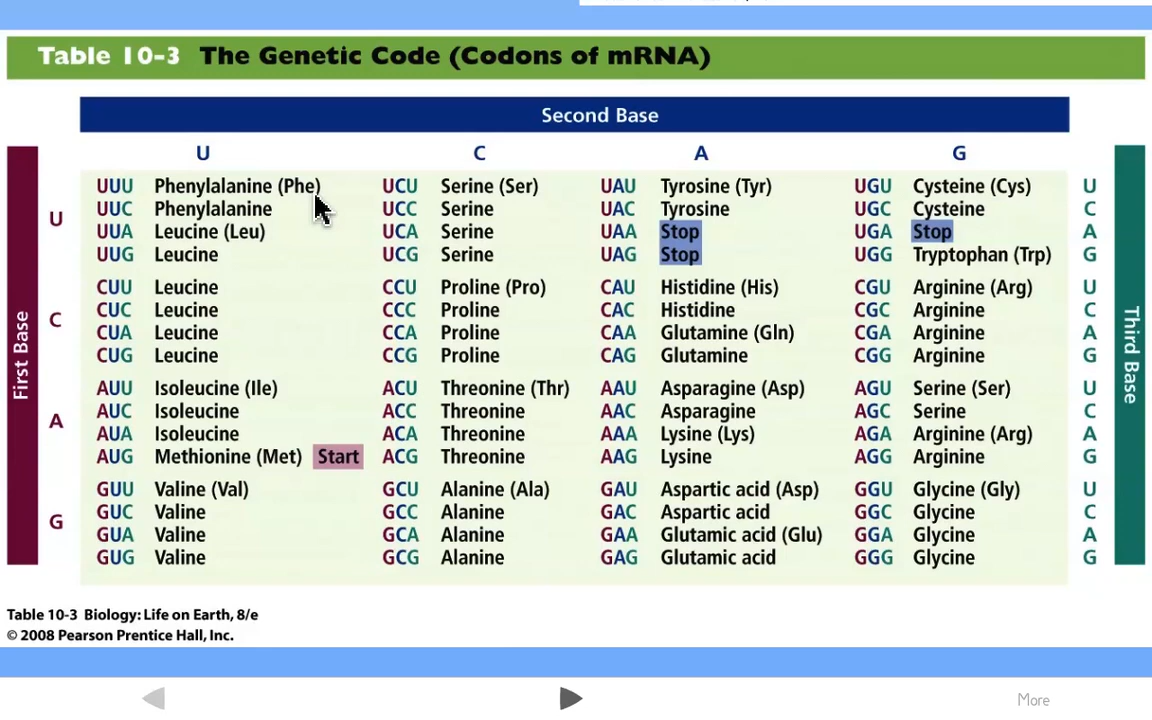 Table 10-3 The Genetic Code (Codons of mRNA)
Second Base
U C A G
First Base
Third Base
U
UUU Phenylalanine (Phe) UCU Serine (Ser) UAU Tyrosine (Tyr) UGU Cysteine (Cys) U
UUC Phenylalanine UCC Serine UAC Tyrosine UGC Cysteine C
UUA Leucine (Leu) UCA Serine UAA Stop UGA Stop A
UUG Leucine UCG Serine UAG Stop UGG Tryptophan (Trp) G
C
CUU Leucine CCU Proline (Pro) CAU Histidine (His) CGU Arginine (Arg) U
CUC Leucine CCC Proline CAC Histidine CGC Arginine C
CUA Leucine CCA Proline CAA Glutamine (Gln) CGA Arginine A
CUG Leucine CCG Proline CAG Glutamine CGG Arginine G
A
AUU Isoleucine (Ile) ACU Threonine (Thr) AAU Asparagine (Asp) AGU Serine (Ser) U
AUC Isoleucine ACC Threonine AAC Asparagine AGC Serine C
AUA Isoleucine ACA Threonine AAA Lysine (Lys) AGA Arginine (Arg) A
AUG Methionine (Met) Start ACG Threonine AAG Lysine AGG Arginine G
G
GUU Valine (Val) GCU Alanine (Ala) GAU Aspartic acid (Asp) GGU Glycine (Gly) U
GUC Valine GCC Alanine GAC Aspartic acid GGC Glycine C
GUA Valine GCA Alanine GAA Glutamic acid (Glu) GGA Glycine A
GUG Valine GCG Alanine GAG Glutamic acid GGG Glycine G
Table 10-3 Biology: Life on Earth, 8/e
© 2008 Pearson Prentice Hall, Inc.
More